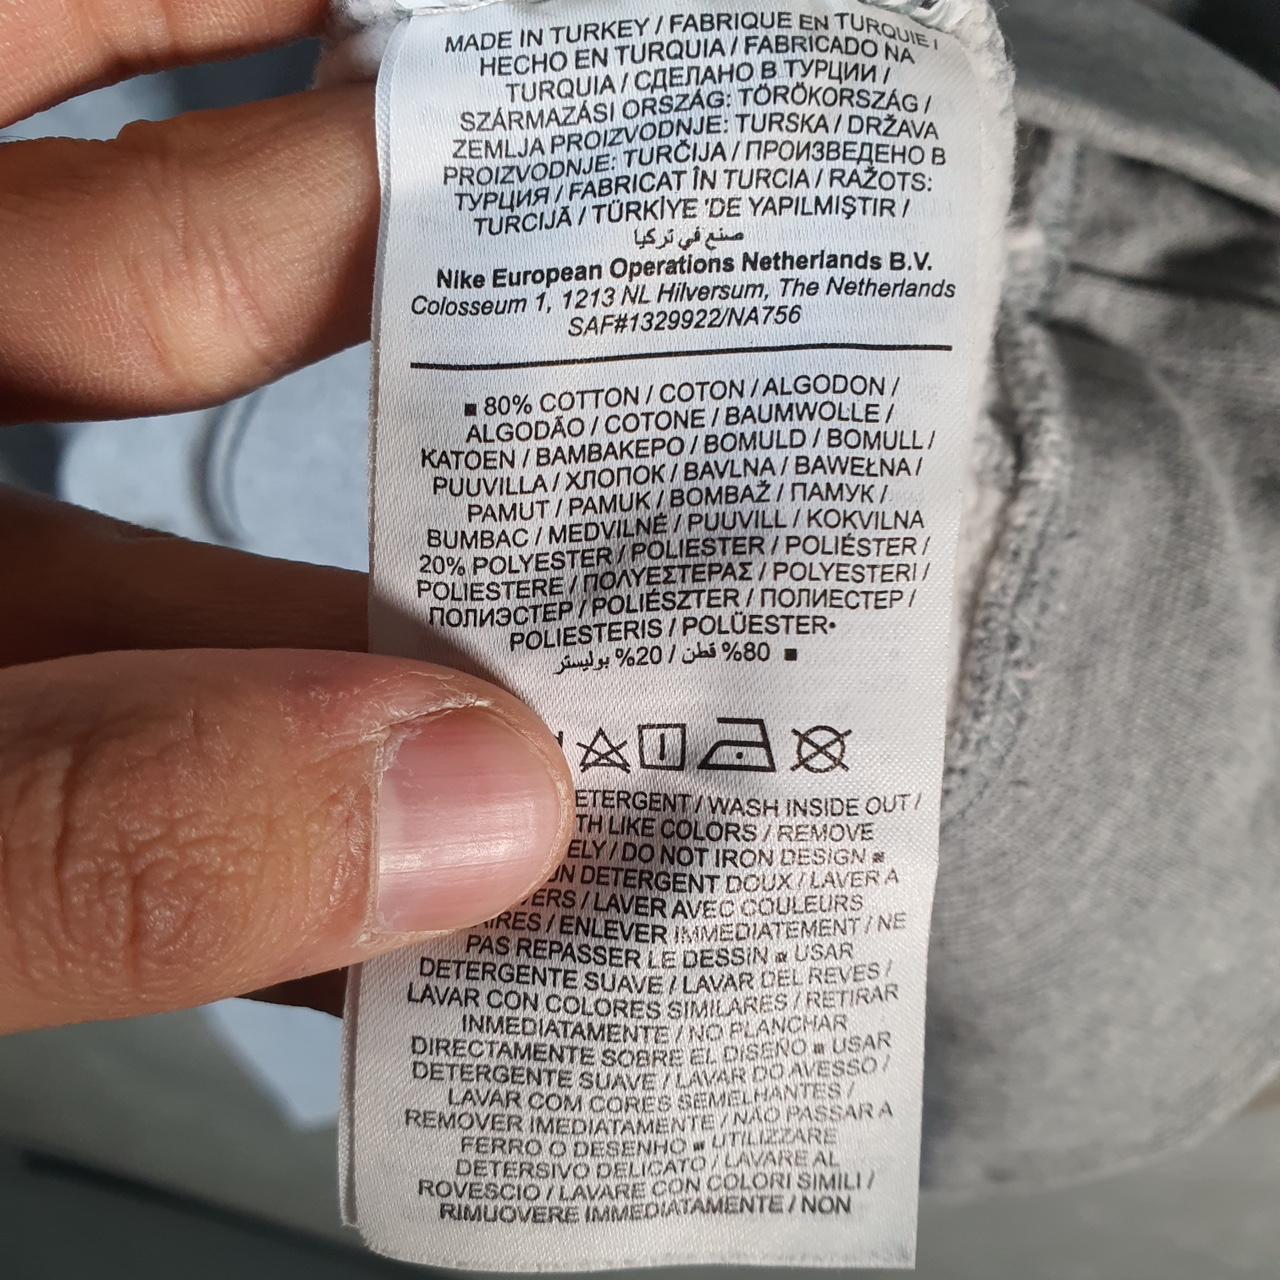 MADE IN TURKEY / FABRIQUE EN TURQUIE /
HECHO EN TURQUIA / FABRICADO NA
TURQUIA / СДЕЛАНО В ТУРЦИИ /
SZÁRMAZÁSI ORSZÁG: TÖRÖKORSZÁG /
ZEMLJA PROIZVODNJE: TURSKA / DRŽAVA
PROIZVODNJE: TURČIJA / ПРОИЗВЕДЕНО В
ТУРЦИЯ / FABRICAT ÎN TURCIA / RAŽOTS:
TURCIJĀ / TÜRKİYE 'DE YAPILMIŞTIR /
صنع في تركيا
Nike European Operations Netherlands B.V.
Colosseum 1, 1213 NL Hilversum, The Netherlands
SAF#1329922/NA756
■ 80% COTTON / COTON / ALGODON /
ALGODÃO / COTONE / BAUMWOLLE /
KATOEN / ΒΑΜΒΑΚΕΡΟ / BOMULD / BOMULL /
PUUVILLA / ХЛОПОК / BAVLNA / BAWEŁNA /
PAMUT / PAMUK / BOMBAŽ / ПАМУК /
BUMBAC / MEDVILNÉ / PUUVILL / KOKVILNA
20% POLYESTER / POLIESTER / POLIÉSTER /
POLIESTERE / ΠΟΛΥΕΣΤΕΡΑΣ / POLYESTERI /
ПОЛИЭСТЕР / POLIÉSZTER / ПОЛИЕСТЕР /
POLIESTERIS / POLÜESTER•
■ 80% قطن / 20% بوليستر
ETERGENT / WASH INSIDE OUT /
TH LIKE COLORS / REMOVE
ELY / DO NOT IRON DESIGN ■
UN DETERGENT DOUX / LAVER A
VERS / LAVER AVEC COULEURS
AIRES / ENLEVER IMMEDIATEMENT / NE
PAS REPASSER LE DESSIN ■ USAR
DETERGENTE SUAVE / LAVAR DEL REVES /
LAVAR CON COLORES SIMILARES / RETIRAR
INMEDIATAMENTE / NO PLANCHAR
DIRECTAMENTE SOBRE EL DISEÑO ■ USAR
DETERGENTE SUAVE / LAVAR DO AVESSO /
LAVAR COM CORES SEMELHANTES /
REMOVER IMEDIATAMENTE / NÃO PASSAR A
FERRO O DESENHO ■ UTILIZZARE
DETERSIVO DELICATO / LAVARE AL
ROVESCIO / LAVARE CON COLORI SIMILI /
RIMUOVERE IMMEDIATAMENTE / NON